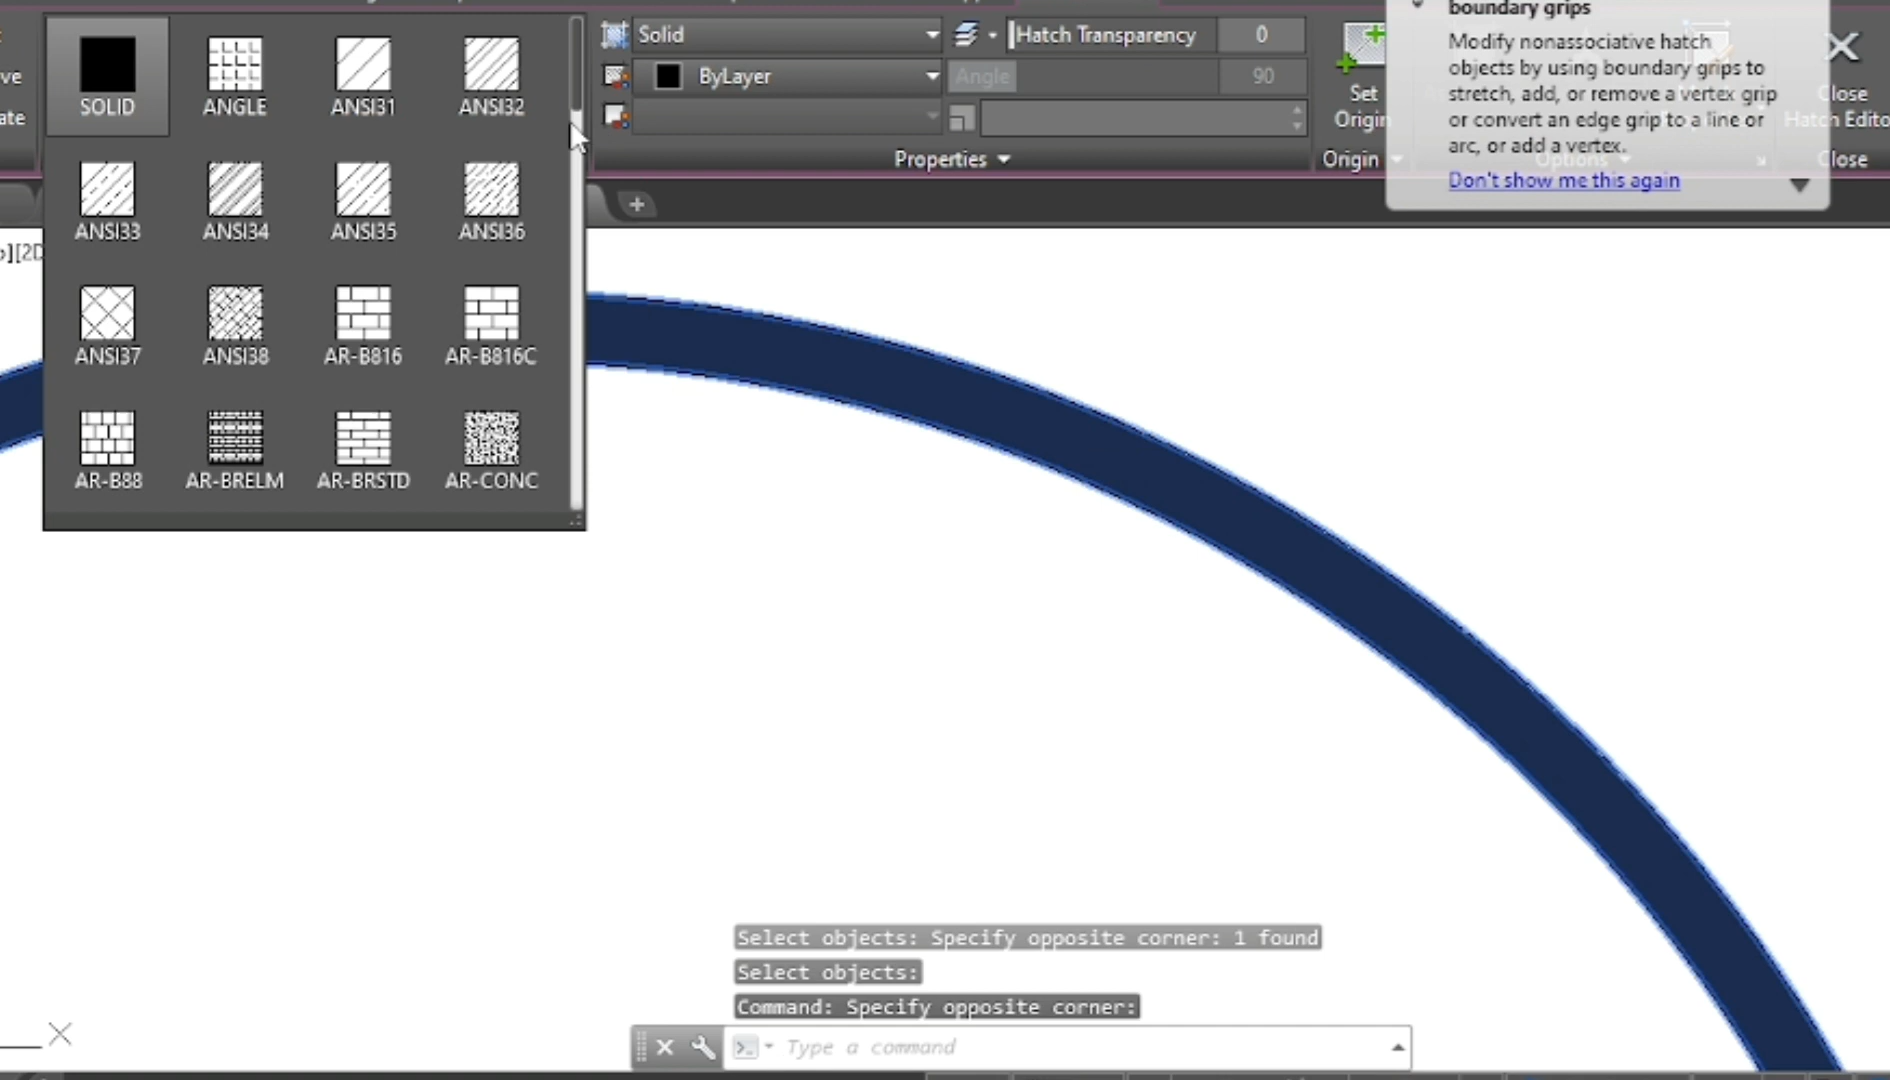 boundary grips
Modify nonassociative hatch
objects by using boundary grips to
stretch, add, or remove a vertex grip
or convert an edge grip to a line or
arc, or add a vertex.
Don't show me this again
SOLID
ANGLE
ANSI31
ANSI32
ANSI33
ANSI34
ANSI35
ANSI36
ANSI37
ANSI38
AR-B816
AR-B816C
AR-B88
AR-BRELM
AR-BRSTD
AR-CONC
ve
ate
Solid
Hatch Transparency 0
ByLayer
Angle 90
Properties
Set
Origin
Origin
Options
Close
Hatch Edito
Close
][2D
Select objects: Specify opposite corner: 1 found
Select objects:
Command: Specify opposite corner:
Type a command